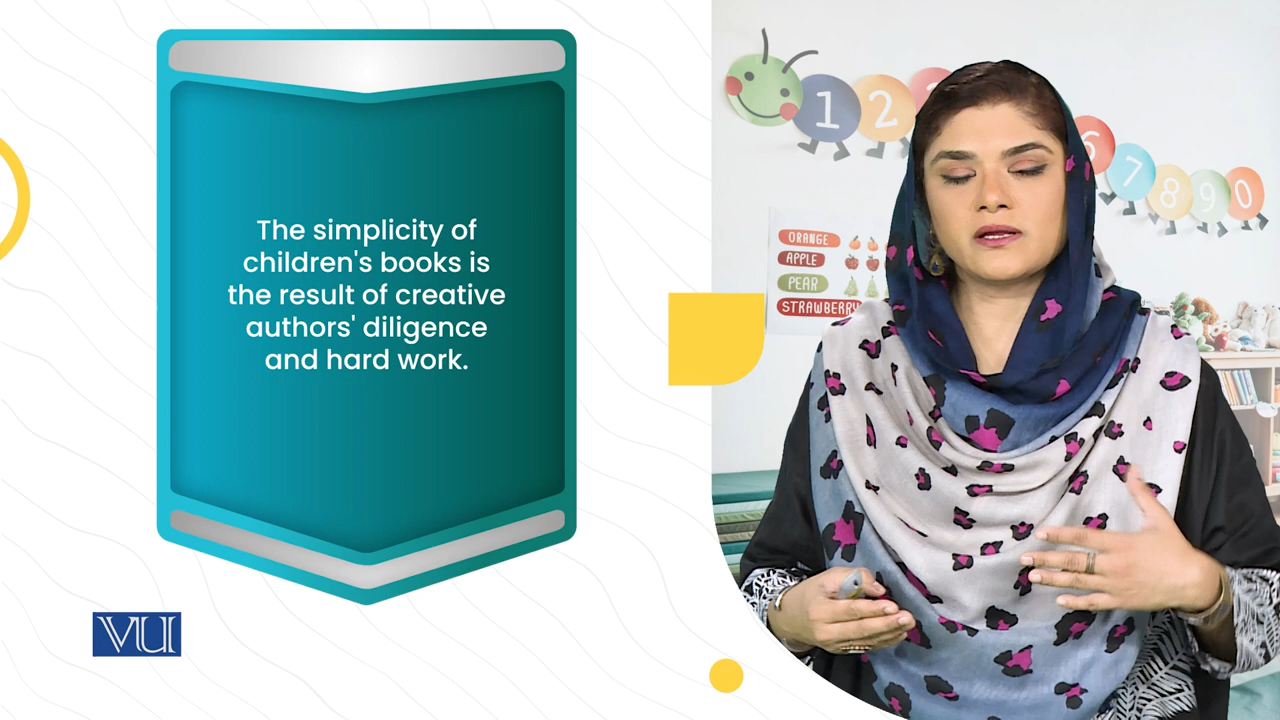 The simplicity of
children's books is
the result of creative
authors' diligence
and hard work.
VU
1 2
6 7 8 9 0
ORANGE
APPLE
PEAR
STRAWBERRY